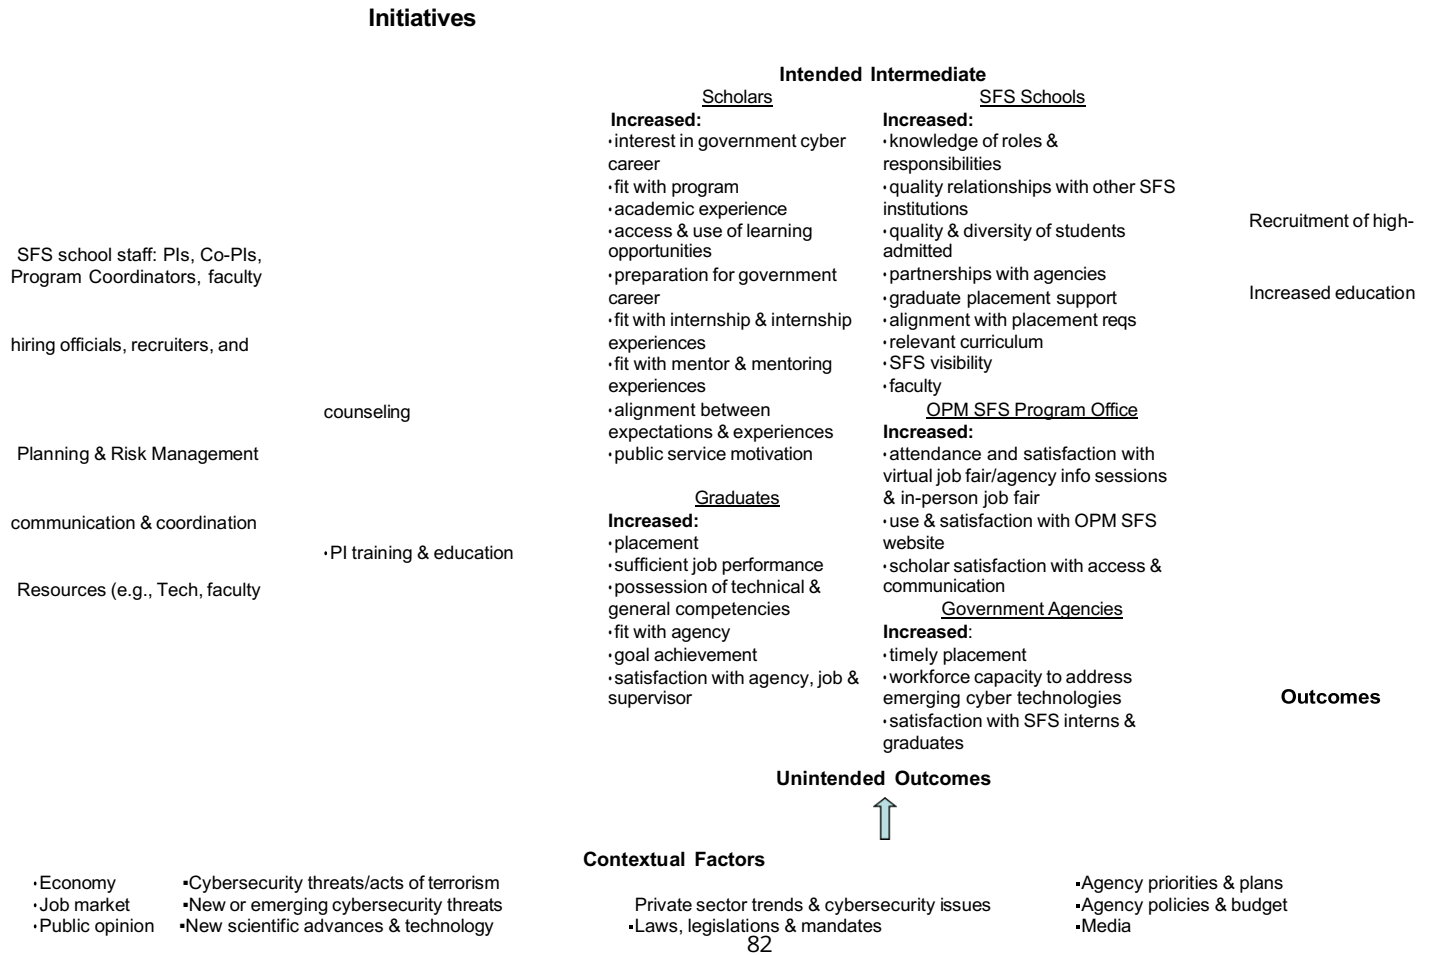 Initiatives
Intended Intermediate
SFS school staff: PIs, Co-PIs,
Program Coordinators, faculty
hiring officials, recruiters, and
Planning & Risk Management
communication & coordination
Resources (e.g., Tech, faculty
counseling
•PI training & education
Scholars
Increased:
•interest in government cyber
career
•fit with program
•academic experience
•access & use of learning
opportunities
•preparation for government
career
•fit with internship & internship
experiences
•fit with mentor & mentoring
experiences
•alignment between
expectations & experiences
•public service motivation
Graduates
Increased:
•placement
•sufficient job performance
•possession of technical &
general competencies
•fit with agency
•goal achievement
•satisfaction with agency, job &
supervisor
SFS Schools
Increased:
•knowledge of roles &
responsibilities
•quality relationships with other SFS
institutions
•quality & diversity of students
admitted
•partnerships with agencies
•graduate placement support
•alignment with placement reqs
•relevant curriculum
•SFS visibility
•faculty
OPM SFS Program Office
Increased:
•attendance and satisfaction with
virtual job fair/agency info sessions
& in-person job fair
•use & satisfaction with OPM SFS
website
•scholar satisfaction with access &
communication
Government Agencies
Increased:
•timely placement
•workforce capacity to address
emerging cyber technologies
•satisfaction with SFS interns &
graduates
Recruitment of high-
Increased education
Outcomes
Unintended Outcomes
Contextual Factors
•Economy
•Job market
•Public opinion
▪Cybersecurity threats/acts of terrorism
▪New or emerging cybersecurity threats
▪New scientific advances & technology
Private sector trends & cybersecurity issues
▪Laws, legislations & mandates
▪Agency priorities & plans
▪Agency policies & budget
▪Media
82